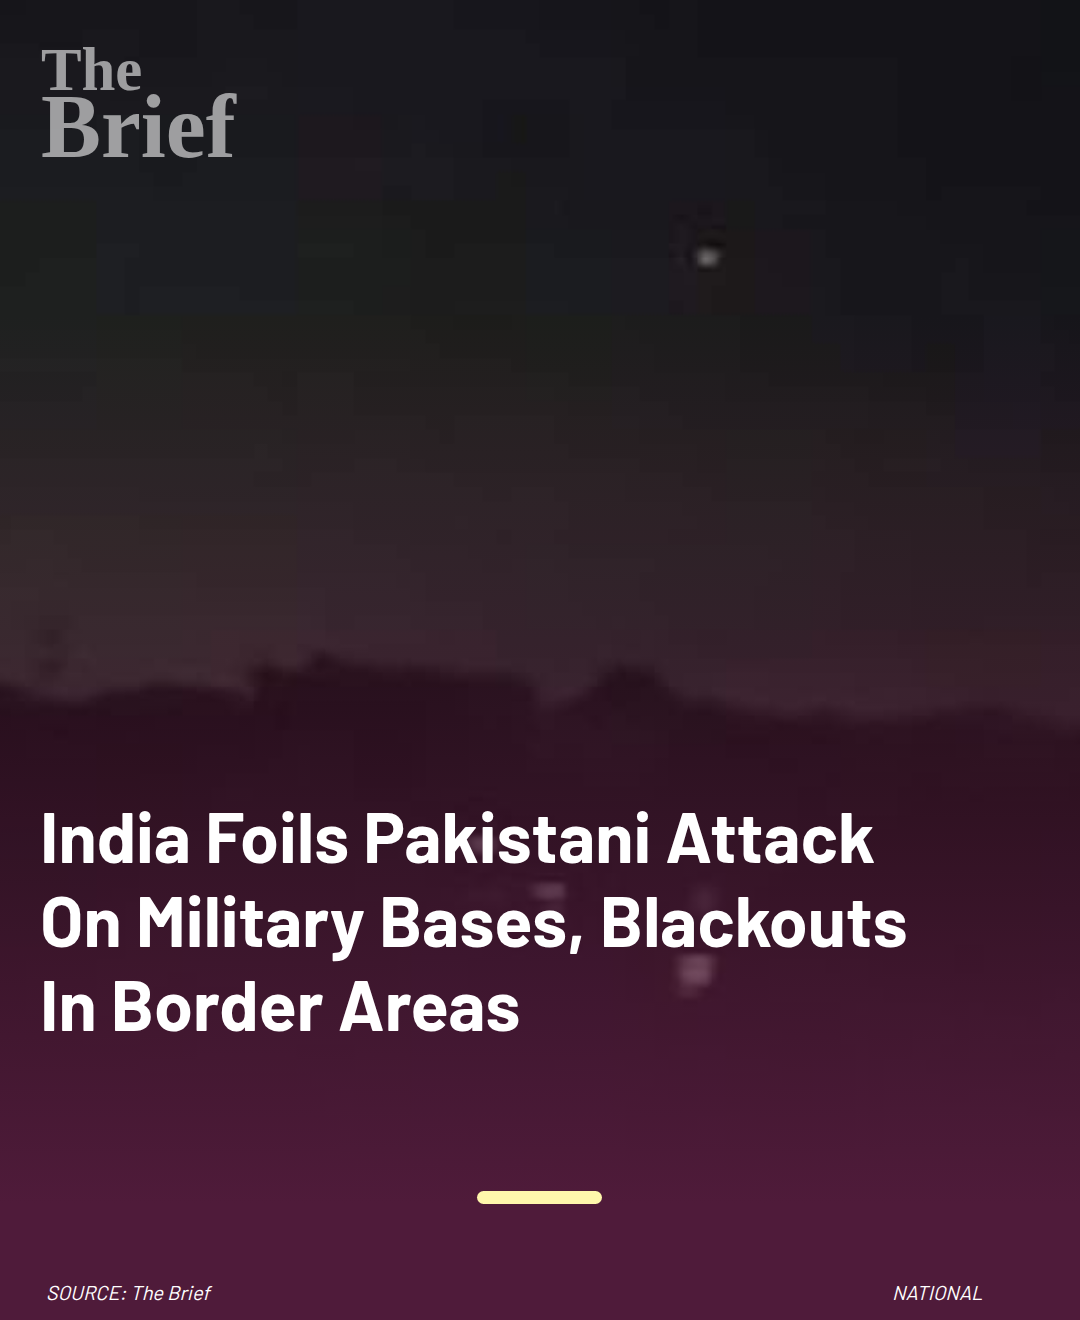 The
Brief
India Foils Pakistani Attack
On Military Bases, Blackouts
In Border Areas
SOURCE: The Brief
NATIONAL